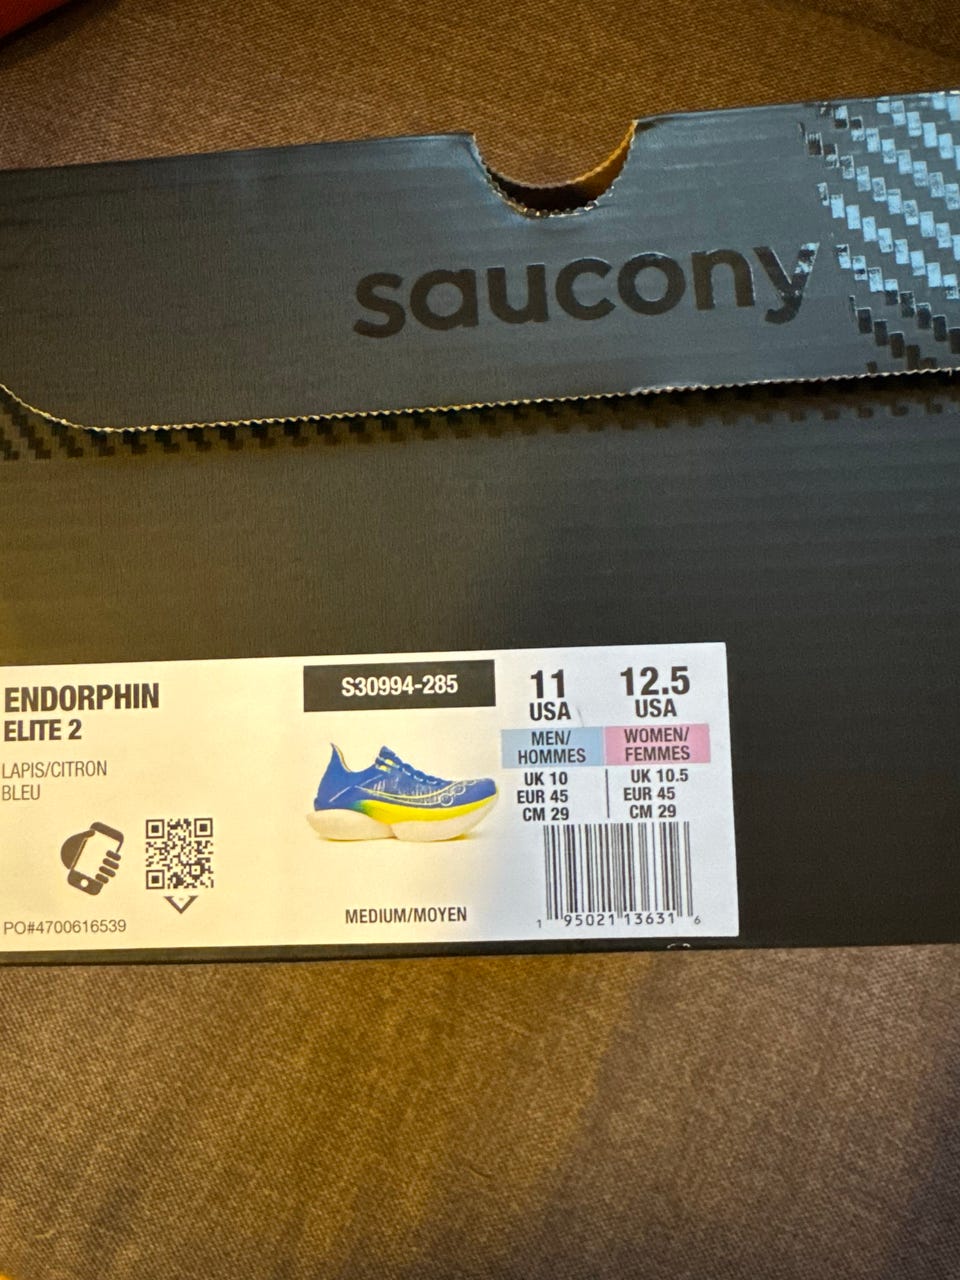 saucony
ENDORPHIN
ELITE 2
LAPIS/CITRON
BLEU
PO#4700616539
S30994-285
MEDIUM/MOYEN
11
USA
MEN/
HOMMES
UK 10
EUR 45
CM 29
12.5
USA
WOMEN/
FEMMES
UK 10.5
EUR 45
CM 29
1 95021 13631 6